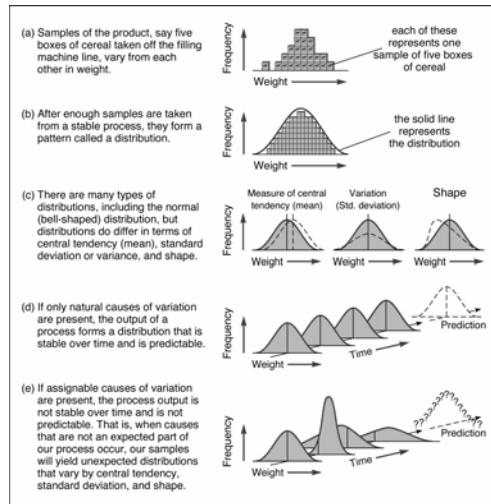 (a) Samples of the product, say five
boxes of cereal taken off the filling
machine line, vary from each
other in weight.
Frequency
Weight
each of these
represents one
sample of five boxes
of cereal
(b) After enough samples are taken
from a stable process, they form a
pattern called a distribution.
Frequency
Weight
the solid line
represents
the distribution
(c) There are many types of
distributions, including the normal
(bell-shaped) distribution, but
distributions do differ in terms of
central tendency (mean), standard
deviation or variance, and shape.
Frequency
Measure of central
tendency (mean)
Weight
Variation
(Std. deviation)
Weight
Shape
Weight
(d) If only natural causes of variation
are present, the output of a
process forms a distribution that is
stable over time and is predictable.
Frequency
Weight
Time
Prediction
(e) If assignable causes of variation
are present, the process output is
not stable over time and is not
predictable. That is, when causes
that are not an expected part of
our process occur, our samples
will yield unexpected distributions
that vary by central tendency,
standard deviation, and shape.
Frequency
Weight
Time
Prediction